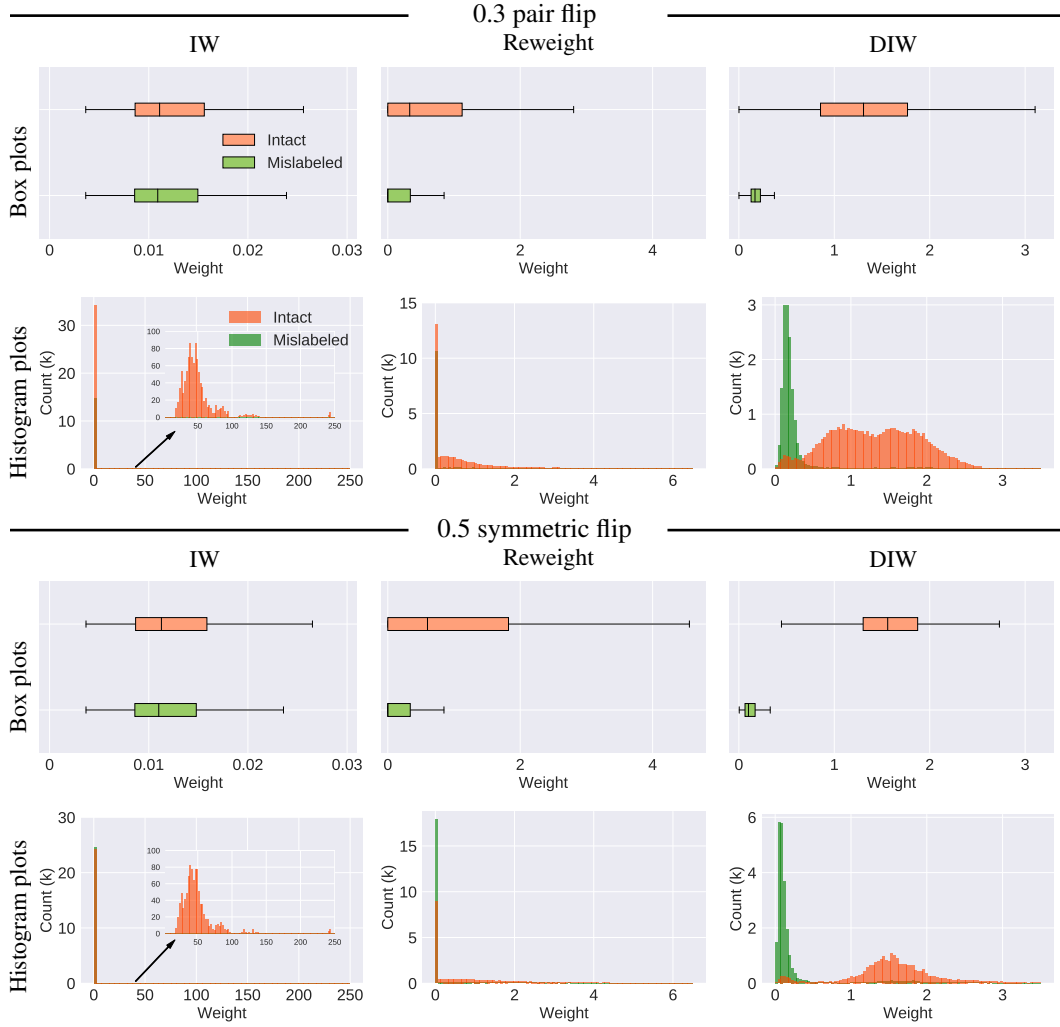 0.3 pair flip
IW
Reweight
DIW
Box plots
Intact
Mislabeled
0 0.01 0.02 0.03
Weight
0 2 4
Weight
0 1 2 3
Weight
Histogram plots
Count (k)
30
20
10
0
0 50 100 150 200 250
Weight
Intact
Mislabeled
100
80
60
40
20
0
50 100 150 200 250
Count (k)
15
10
5
0
0 2 4 6
Weight
Count (k)
3
2
1
0
0 1 2 3
Weight
0.5 symmetric flip
IW
Reweight
DIW
Box plots
0 0.01 0.02 0.03
Weight
0 2 4
Weight
0 1 2 3
Weight
Histogram plots
Count (k)
30
20
10
0
0 50 100 150 200 250
Weight
100
80
60
40
20
0
50 100 150 200 250
Count (k)
15
10
5
0
0 2 4 6
Weight
Count (k)
6
4
2
0
0 1 2 3
Weight